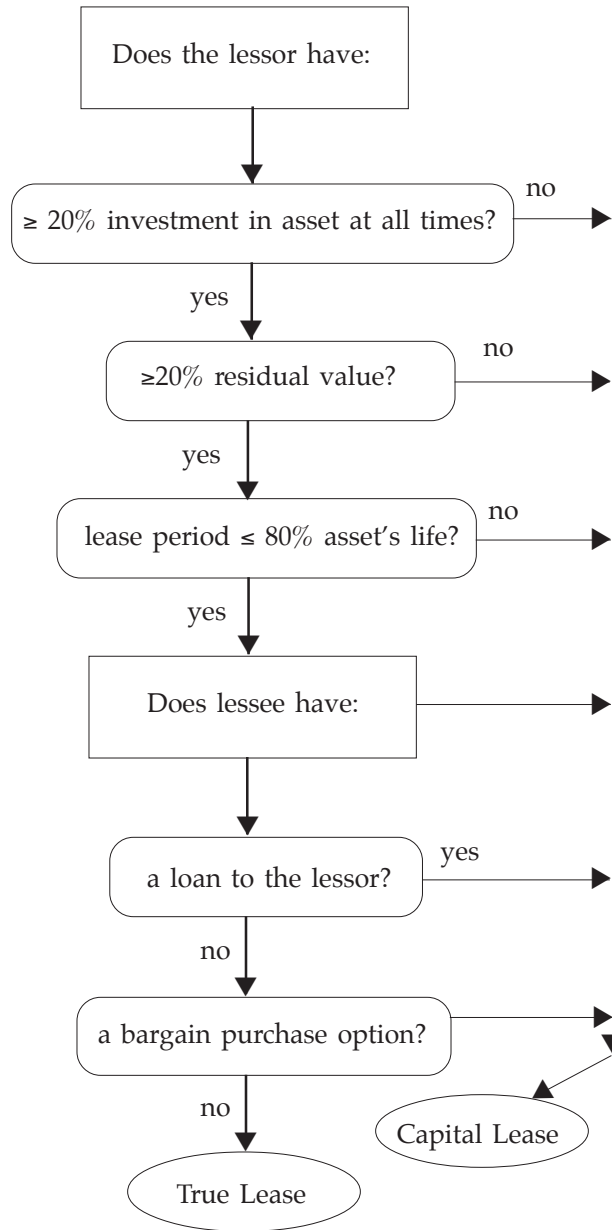 Does the lessor have:
no
≥ 20% investment in asset at all times?
yes
no
≥20% residual value?
yes
no
lease period ≤ 80% asset's life?
yes
Does lessee have:
yes
a loan to the lessor?
no
a bargain purchase option?
no
Capital Lease
True Lease